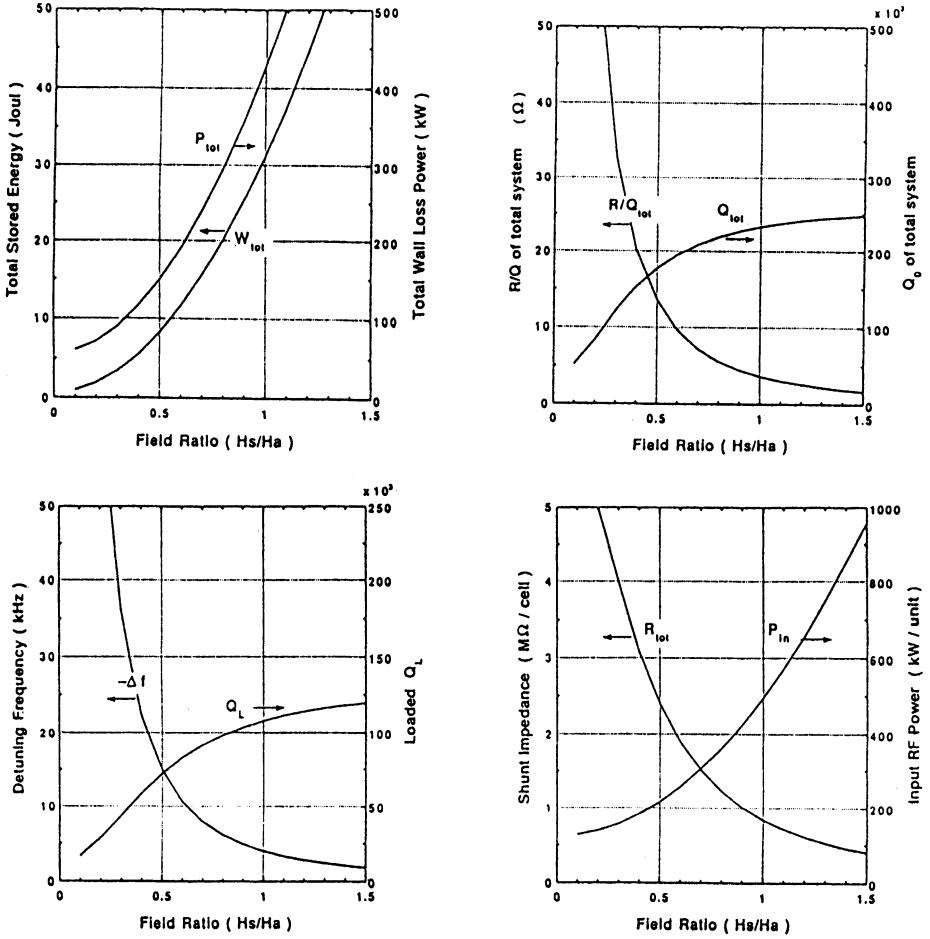 50
40
30
20
10
0
Total Stored Energy ( Joul )
500
400
300
200
100
0
Total Wall Loss Power ( kW )
P tot
W tot
0
0.5
1
1.5
Field Ratio ( Hs/Ha )
x 10³
50
40
30
20
10
0
R/Q of total system ( Ω )
500
400
300
200
100
0
Q₀ of total system
R/Q tot
Q tot
0
0.5
1
1.5
Field Ratio ( Hs/Ha )
x 10³
50
40
30
20
10
0
Detuning Frequency ( kHz )
250
200
150
100
50
0
Loaded Q L
-Δ f
Q L
0
0.5
1
1.5
Field Ratio ( Hs/Ha )
5
4
3
2
1
0
Shunt Impedance ( MΩ / cell )
1000
800
600
400
200
0
Input RF Power ( kW / unit )
R tot
P in
0
0.5
1
1.5
Field Ratio ( Hs/Ha )